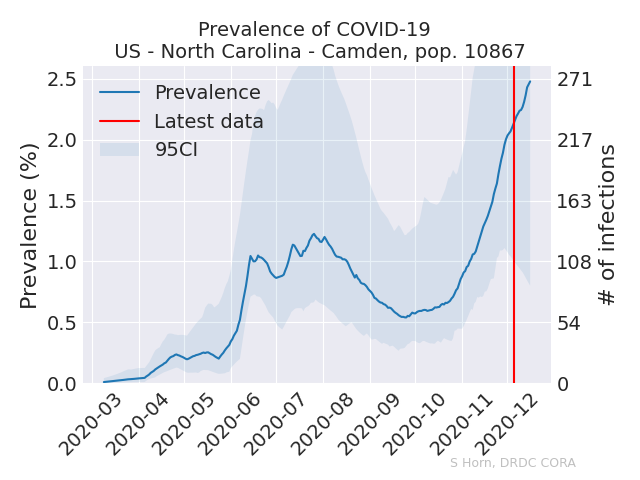 Prevalence of COVID-19
US - North Carolina - Camden, pop. 10867
Prevalence
Latest data
95CI
Prevalence (%)
2.5
2.0
1.5
1.0
0.5
0.0
271
217
163
108
54
0
# of infections
2020-03
2020-04
2020-05
2020-06
2020-07
2020-08
2020-09
2020-10
2020-11
2020-12
S Horn, DRDC CORA